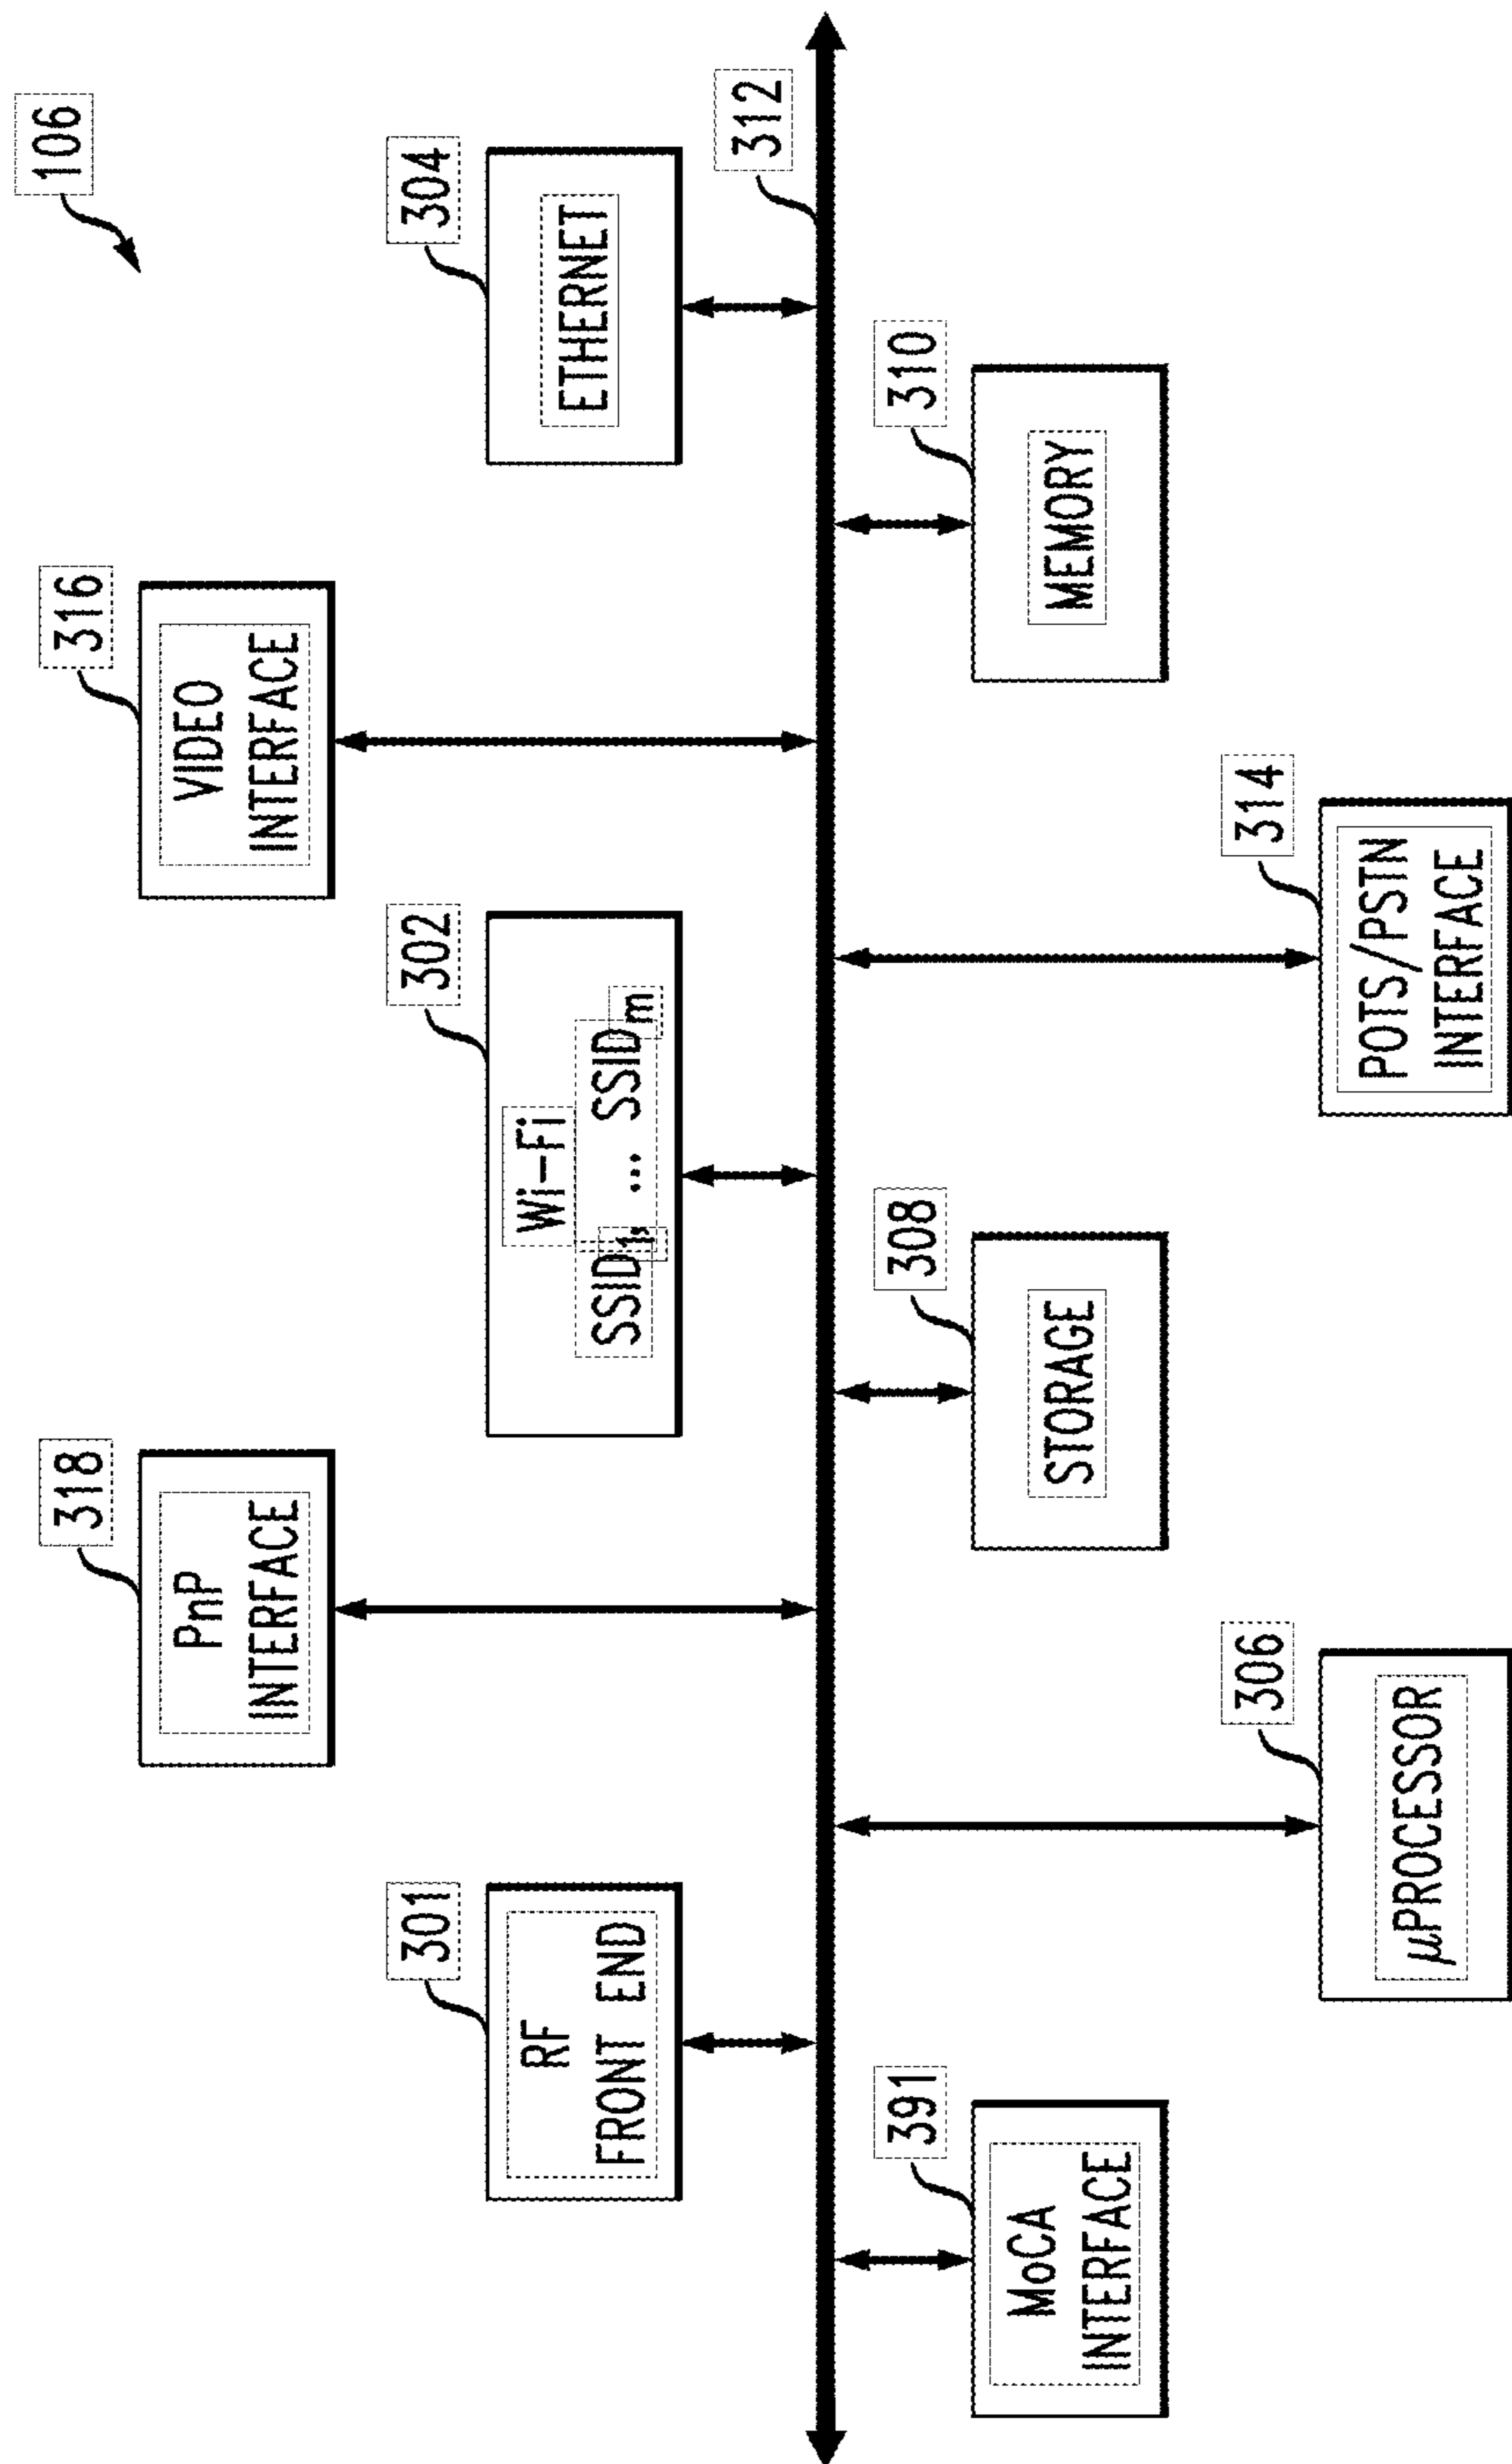 106
318
PnP
INTERFACE
316
VIDEO
INTERFACE
301
RF
FRONT END
302
Wi-Fi
SSID1, ... SSIDm
304
ETHERNET
312
391
MoCA
INTERFACE
308
STORAGE
310
MEMORY
306
μPROCESSOR
314
POTS/PSTN
INTERFACE